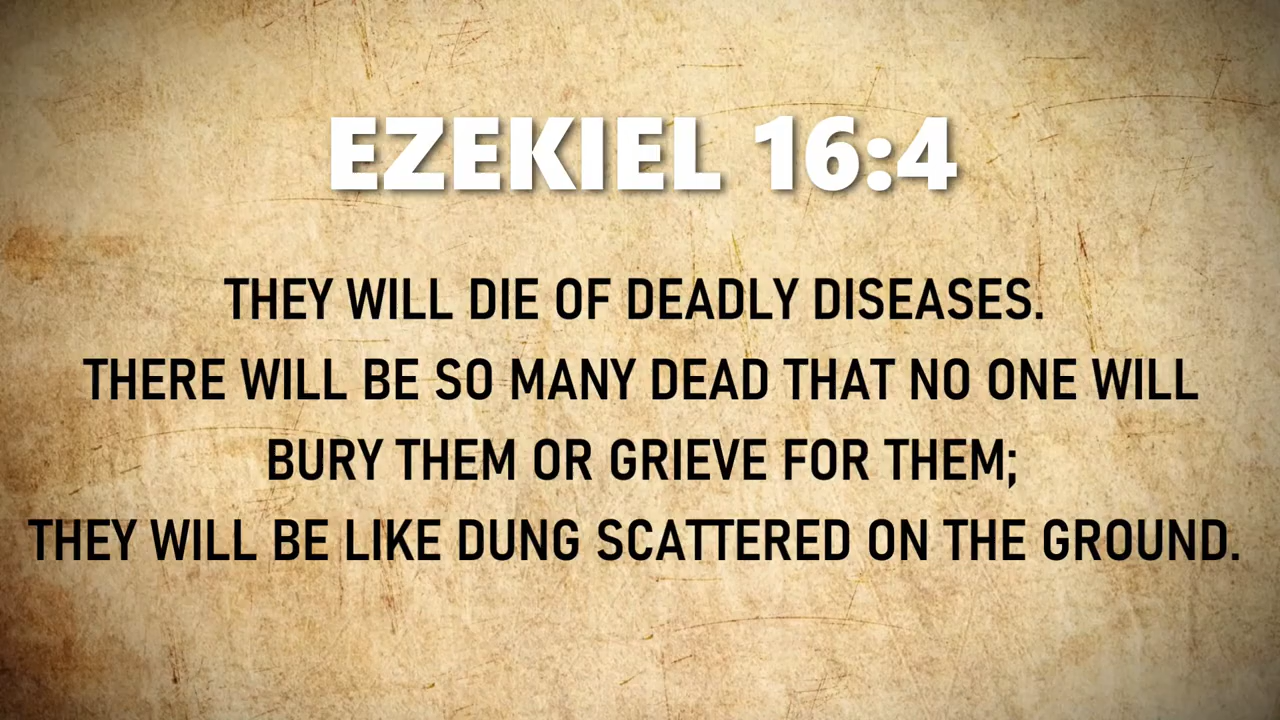 EZEKIEL 16:4
THEY WILL DIE OF DEADLY DISEASES.
THERE WILL BE SO MANY DEAD THAT NO ONE WILL
BURY THEM OR GRIEVE FOR THEM;
THEY WILL BE LIKE DUNG SCATTERED ON THE GROUND.